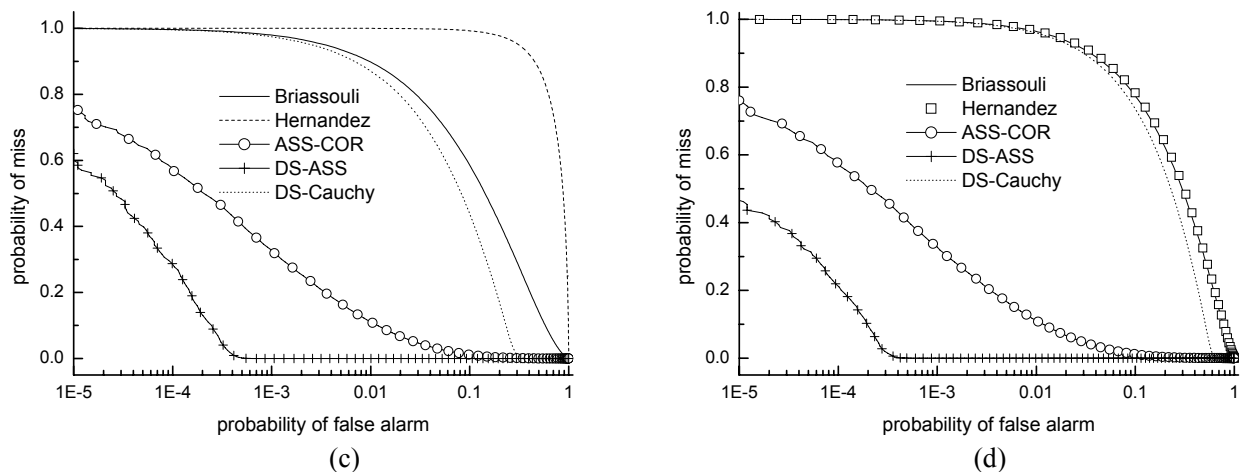 1.0
0.8
0.6
0.4
0.2
0.0
probability of miss
Briassouli
Hernandez
ASS-COR
DS-ASS
DS-Cauchy
1E-5
1E-4
1E-3
0.01
0.1
1
probability of false alarm
(c)
1.0
0.8
0.6
0.4
0.2
0.0
probability of miss
Briassouli
Hernandez
ASS-COR
DS-ASS
DS-Cauchy
1E-5
1E-4
1E-3
0.01
0.1
1
probability of false alarm
(d)